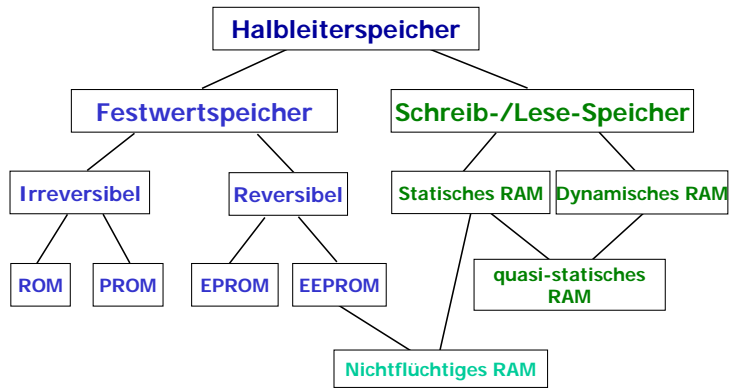 Halbleiterspeicher
Festwertspeicher
Schreib-/Lese-Speicher
Irreversibel
Reversibel
Statisches RAM
Dynamisches RAM
ROM
PROM
EPROM
EEPROM
quasi-statisches
RAM
Nichtflüchtiges RAM